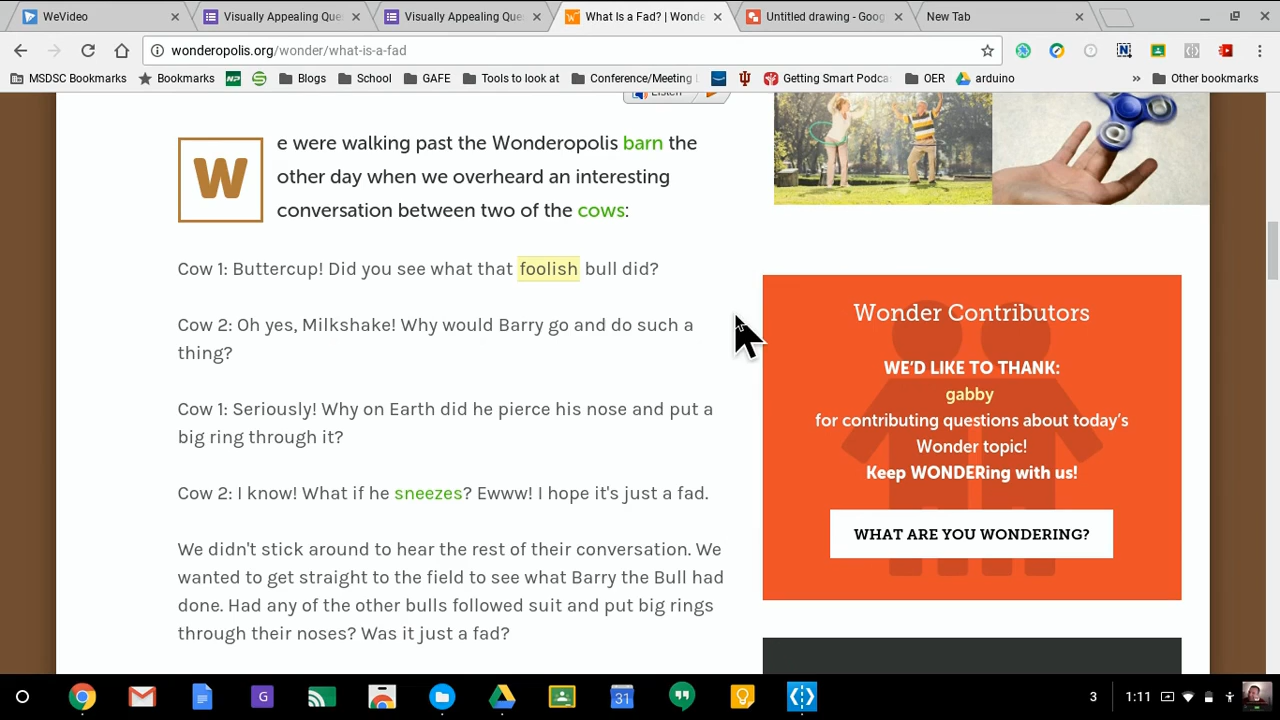 WeVideo
Visually Appealing Que
Visually Appealing Que
What Is a Fad? | Wonde
Untitled drawing - Goog
New Tab
wonderopolis.org/wonder/what-is-a-fad
MSDSC Bookmarks
Bookmarks
NP
Blogs
School
GAFE
Tools to look at
Conference/Meeting
Getting Smart Podca
OER
arduino
»
Other bookmarks
Listen
We were walking past the Wonderopolis barn the
other day when we overheard an interesting
conversation between two of the cows:
Cow 1: Buttercup! Did you see what that foolish bull did?
Cow 2: Oh yes, Milkshake! Why would Barry go and do such a
thing?
Cow 1: Seriously! Why on Earth did he pierce his nose and put a
big ring through it?
Cow 2: I know! What if he sneezes? Ewww! I hope it's just a fad.
We didn't stick around to hear the rest of their conversation. We
wanted to get straight to the field to see what Barry the Bull had
done. Had any of the other bulls followed suit and put big rings
through their noses? Was it just a fad?
Wonder Contributors
WE'D LIKE TO THANK:
gabby
for contributing questions about today's
Wonder topic!
Keep WONDERing with us!
WHAT ARE YOU WONDERING?
G
31
3
1:11